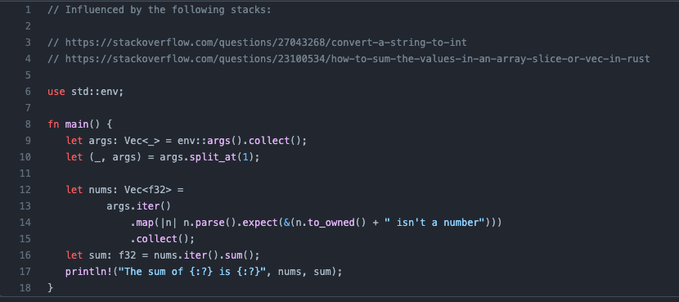 1 // Influenced by the following stacks:
2
3 // https://stackoverflow.com/questions/27043268/convert-a-string-to-int
4 // https://stackoverflow.com/questions/23100534/how-to-sum-the-values-in-an-array-slice-or-vec-in-rust
5
6 use std::env;
7
8 fn main() {
9     let args: Vec<_> = env::args().collect();
10     let (_, args) = args.split_at(1);
11
12     let nums: Vec<f32> =
13             args.iter()
14                 .map(|n| n.parse().expect(&(n.to_owned() + " isn't a number")))
15                 .collect();
16     let sum: f32 = nums.iter().sum();
17     println!("The sum of {:?} is {:?}", nums, sum);
18 }